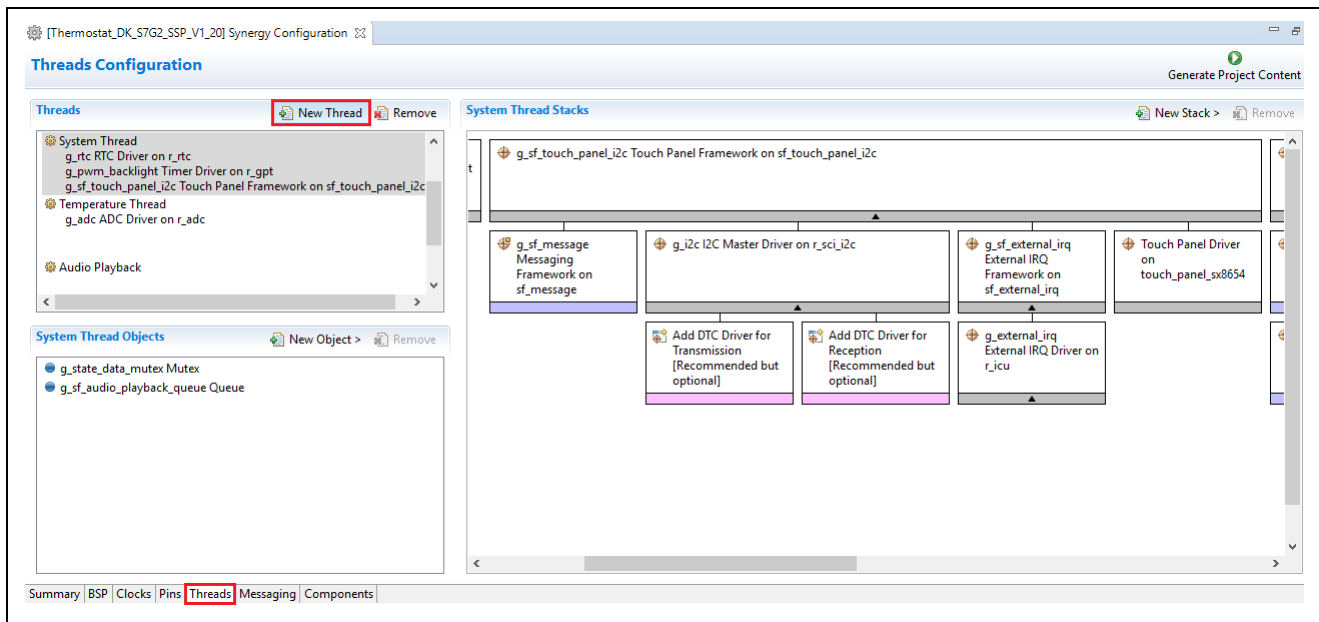 [Thermostat_DK_S7G2_SSP_V1_20] Synergy Configuration
Threads Configuration
Generate Project Content
Threads
New Thread
Remove
System Thread
g_rtc RTC Driver on r_rtc
g_pwm_backlight Timer Driver on r_gpt
g_sf_touch_panel_i2c Touch Panel Framework on sf_touch_panel_i2c
Temperature Thread
g_adc ADC Driver on r_adc
Audio Playback
System Thread Objects
New Object >
Remove
g_state_data_mutex Mutex
g_sf_audio_playback_queue Queue
System Thread Stacks
New Stack >
Remove
t
g_sf_touch_panel_i2c Touch Panel Framework on sf_touch_panel_i2c
g_sf_message
Messaging
Framework on
sf_message
g_i2c I2C Master Driver on r_sci_i2c
g_sf_external_irq
External IRQ
Framework on
sf_external_irq
Touch Panel Driver
on
touch_panel_sx8654
Add DTC Driver for
Transmission
[Recommended but
optional]
Add DTC Driver for
Reception
[Recommended but
optional]
g_external_irq
External IRQ Driver on
r_icu
Summary BSP Clocks Pins Threads Messaging Components